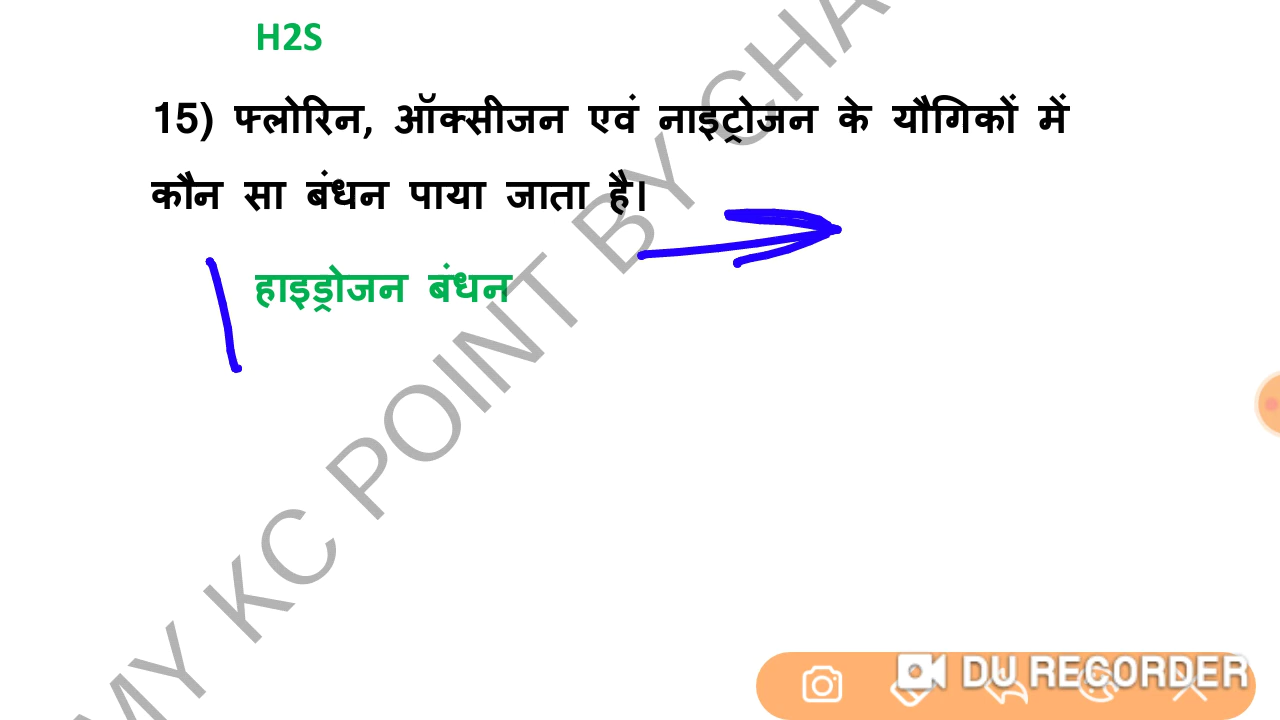 H2S
15) फ्लोरिन, ऑक्सीजन एवं नाइट्रोजन के यौगिकों में
कौन सा बंधन पाया जाता है।
हाइड्रोजन बंधन
MY KC POINT BY CHA
DU RECORDER